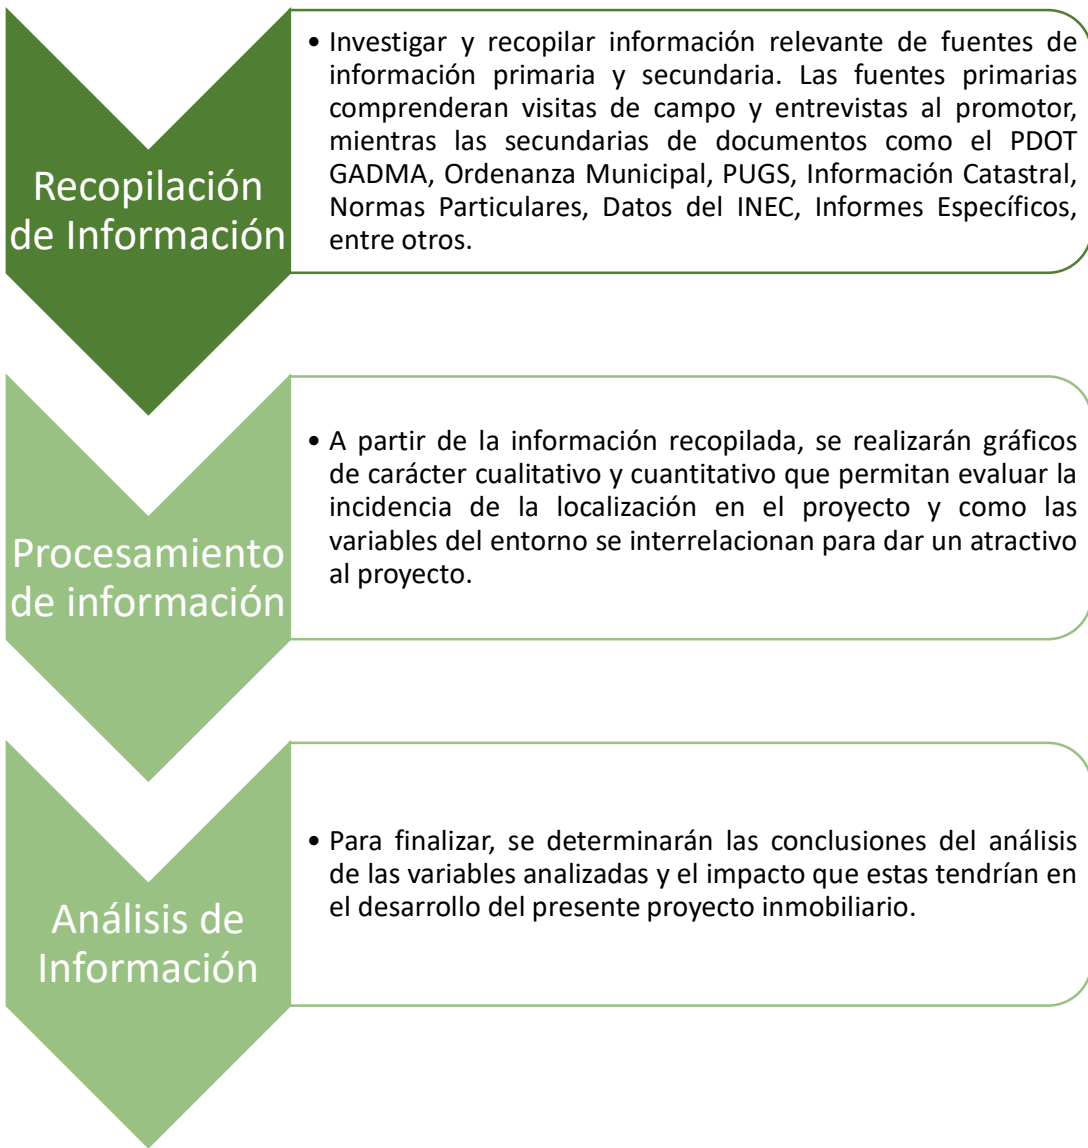 Recopilación
de Información
• Investigar y recopilar información relevante de fuentes de
información primaria y secundaria. Las fuentes primarias
comprenderan visitas de campo y entrevistas al promotor,
mientras las secundarias de documentos como el PDOT
GADMA, Ordenanza Municipal, PUGS, Información Catastral,
Normas Particulares, Datos del INEC, Informes Específicos,
entre otros.
Procesamiento
de información
• A partir de la información recopilada, se realizarán gráficos
de carácter cualitativo y cuantitativo que permitan evaluar la
incidencia de la localización en el proyecto y como las
variables del entorno se interrelacionan para dar un atractivo
al proyecto.
Análisis de
Información
• Para finalizar, se determinarán las conclusiones del análisis
de las variables analizadas y el impacto que estas tendrían en
el desarrollo del presente proyecto inmobiliario.